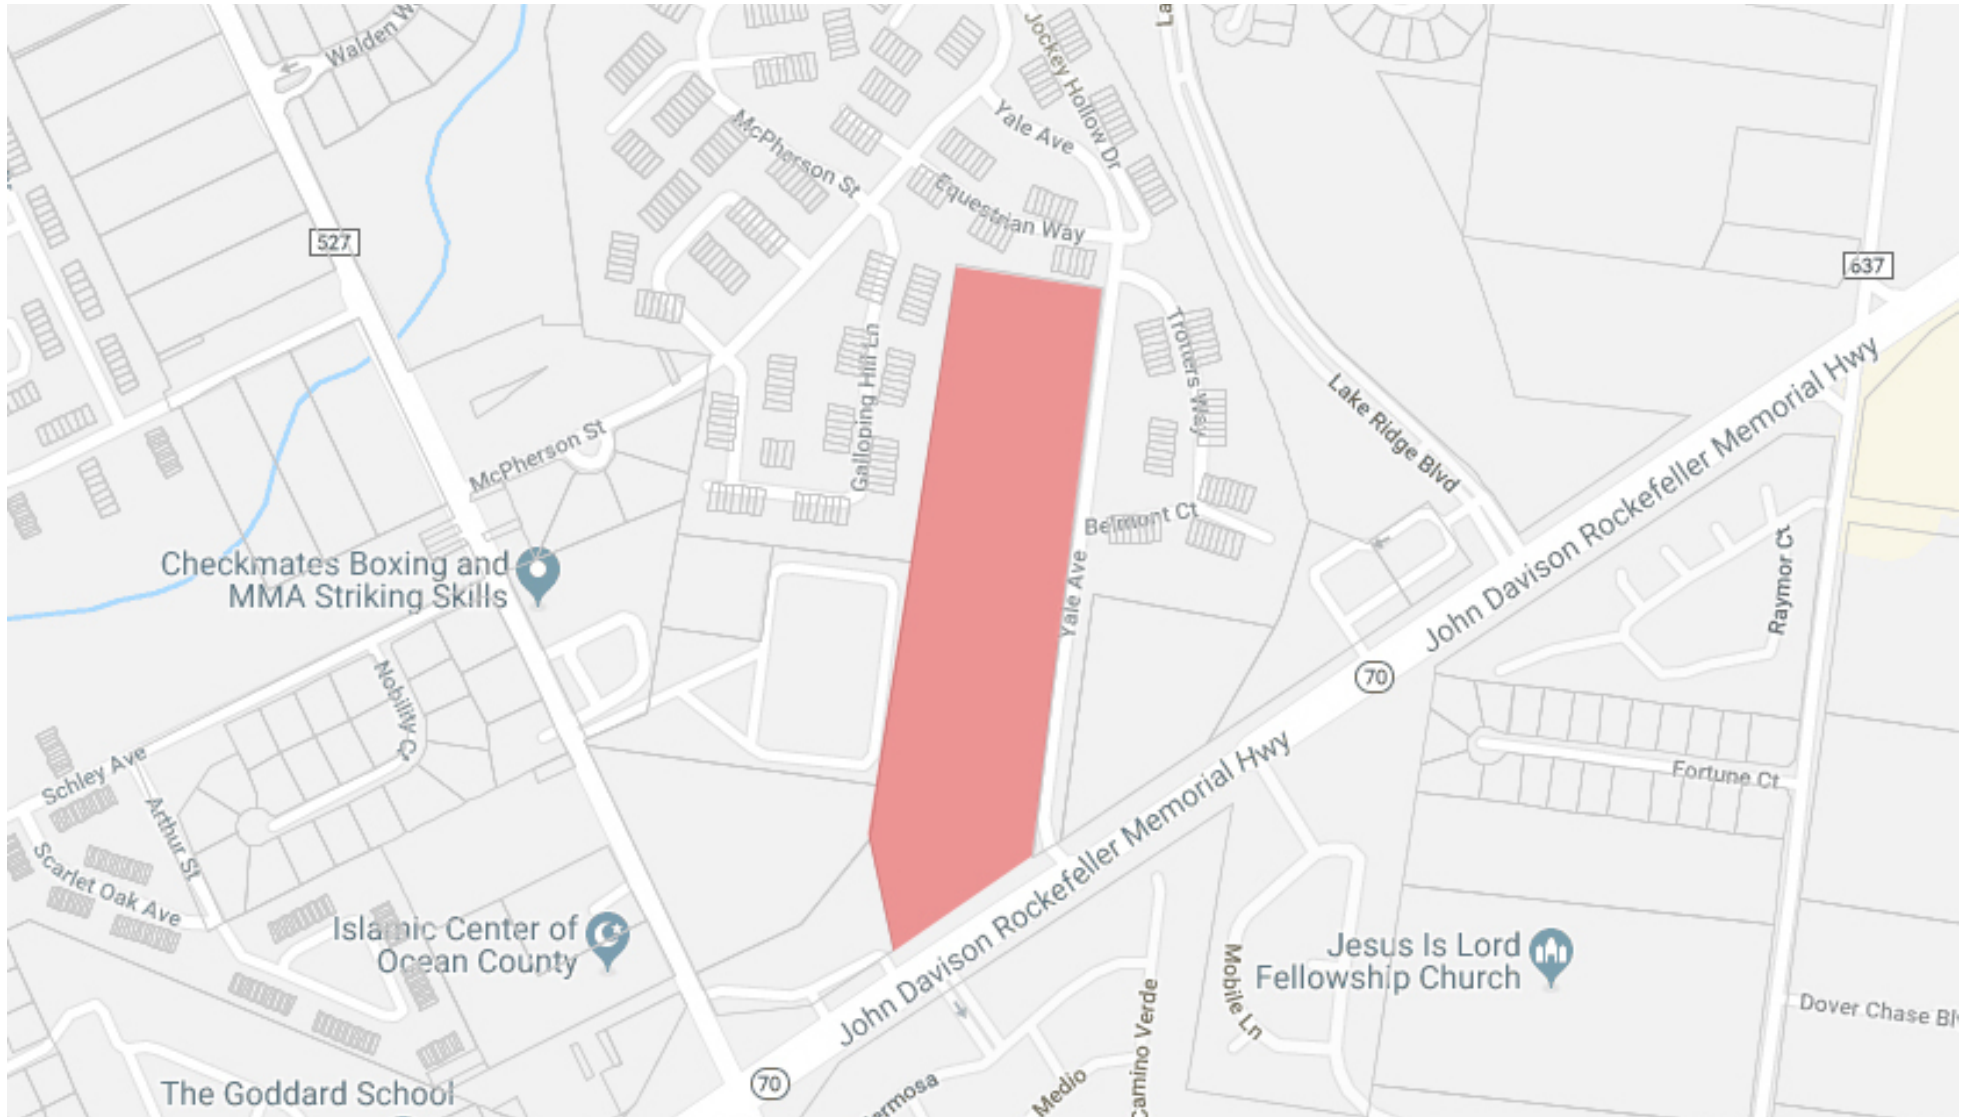 Walden
Jockey Hollow Dr
Yale Ave
McPherson St
Equestrian Way
527
637
Trotters Way
Galloping Hill Ln
Lake Ridge Blvd
John Davison Rockefeller Memorial Hwy
McPherson St
Belmont Ct
Checkmates Boxing and
MMA Striking Skills
Yale Ave
Raymor Ct
70
Nobility Ct
Schley Ave
Arthur St
Fortune Ct
Scarlet Oak Ave
John Davison Rockefeller Memorial Hwy
Islamic Center of
Ocean County
Jesus Is Lord
Fellowship Church
Mobile Ln
Camino Verde
Dover Chase
70
The Goddard School
Medio